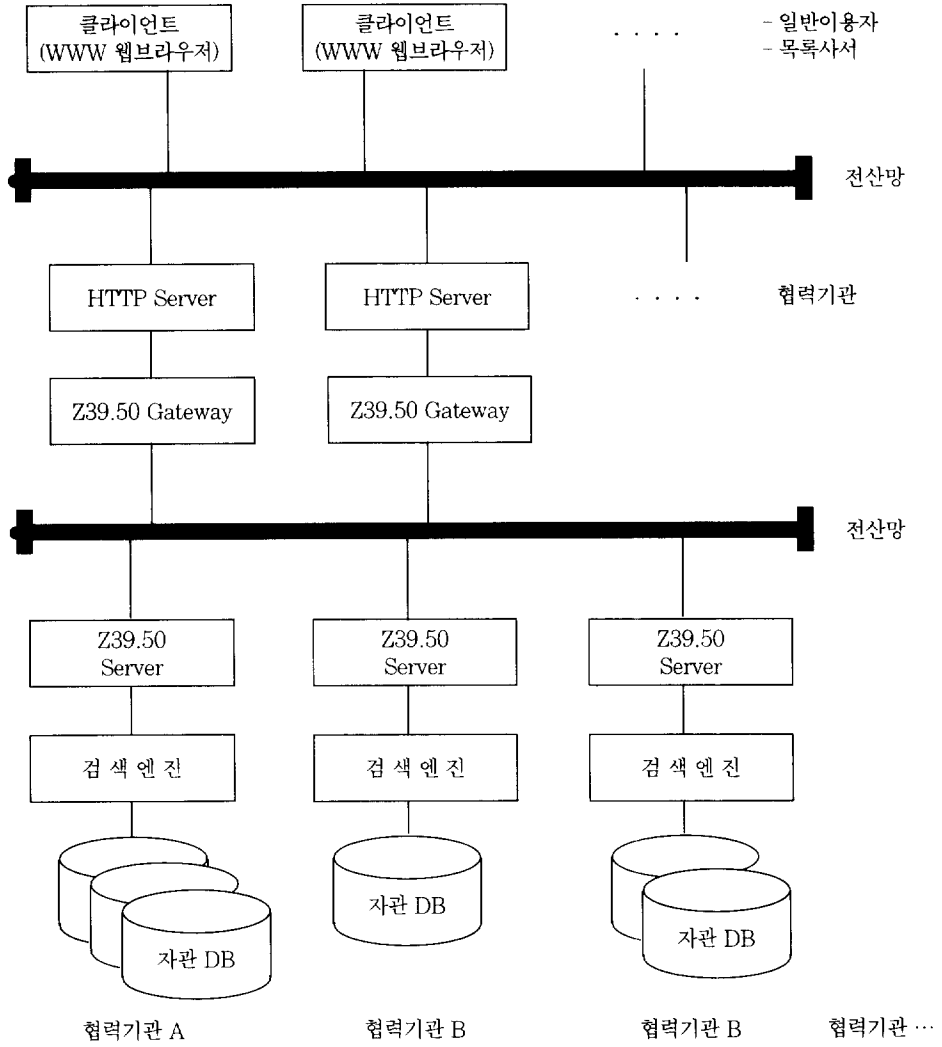 클라이언트
(WWW 웹브라우저)
클라이언트
(WWW 웹브라우저)
. . . .
- 일반이용자
- 목록사서
전산망
HTTP Server
HTTP Server
. . . .
협력기관
Z39.50 Gateway
Z39.50 Gateway
전산망
Z39.50
Server
Z39.50
Server
Z39.50
Server
검 색 엔 진
검 색 엔 진
검 색 엔 진
자관 DB
자관 DB
자관 DB
협력기관 A
협력기관 B
협력기관 B
협력기관 …